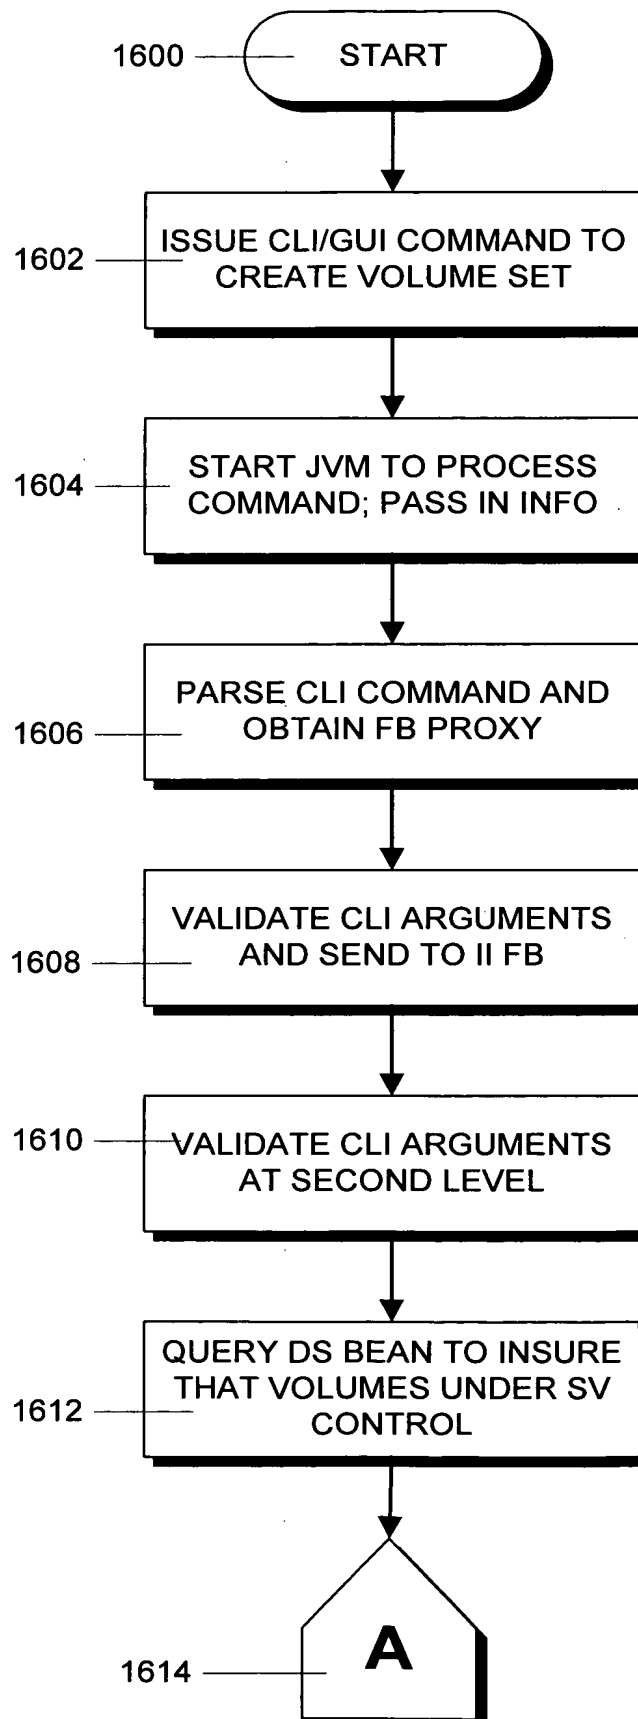 1600
START
1602
ISSUE CLI/GUI COMMAND TO
CREATE VOLUME SET
1604
START JVM TO PROCESS
COMMAND; PASS IN INFO
1606
PARSE CLI COMMAND AND
OBTAIN FB PROXY
1608
VALIDATE CLI ARGUMENTS
AND SEND TO II FB
1610
VALIDATE CLI ARGUMENTS
AT SECOND LEVEL
1612
QUERY DS BEAN TO INSURE
THAT VOLUMES UNDER SV
CONTROL
1614
A